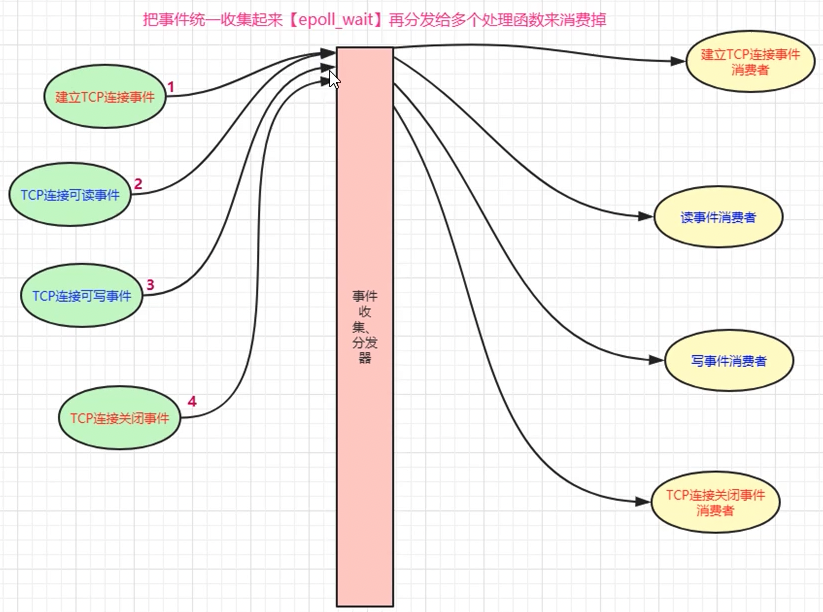 把事件统一收集起来【epoll_wait】再分发给多个处理函数来消费掉
建立TCP连接事件
1
TCP连接可读事件
2
TCP连接可写事件
3
TCP连接关闭事件
4
事件
收
集、
分发
器
建立TCP连接事件
消费者
读事件消费者
写事件消费者
TCP连接关闭事件
消费者